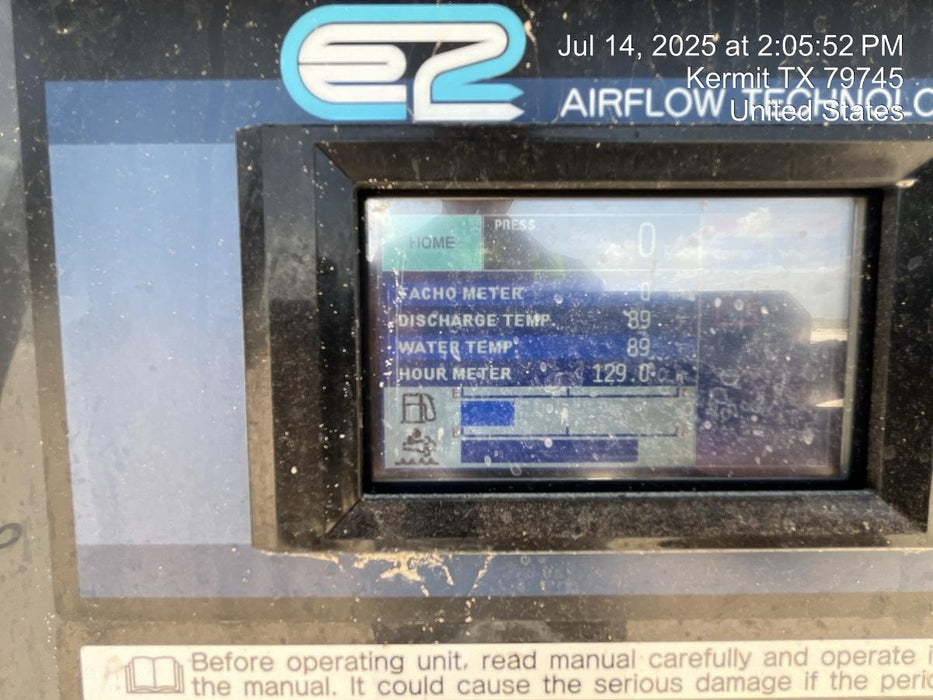 E2
AIRFLOW TECHNOLO
Jul 14, 2025 at 2:05:52 PM
Kermit TX 79745
United States
HOME
PRESS
0
TACHO METER 0
DISCHARGE TEMP 89
WATER TEMP 89
HOUR METER 129.0
E F
E F
Before operating unit, read manual carefully and operate i
the manual. It could cause the serious damage if the peri